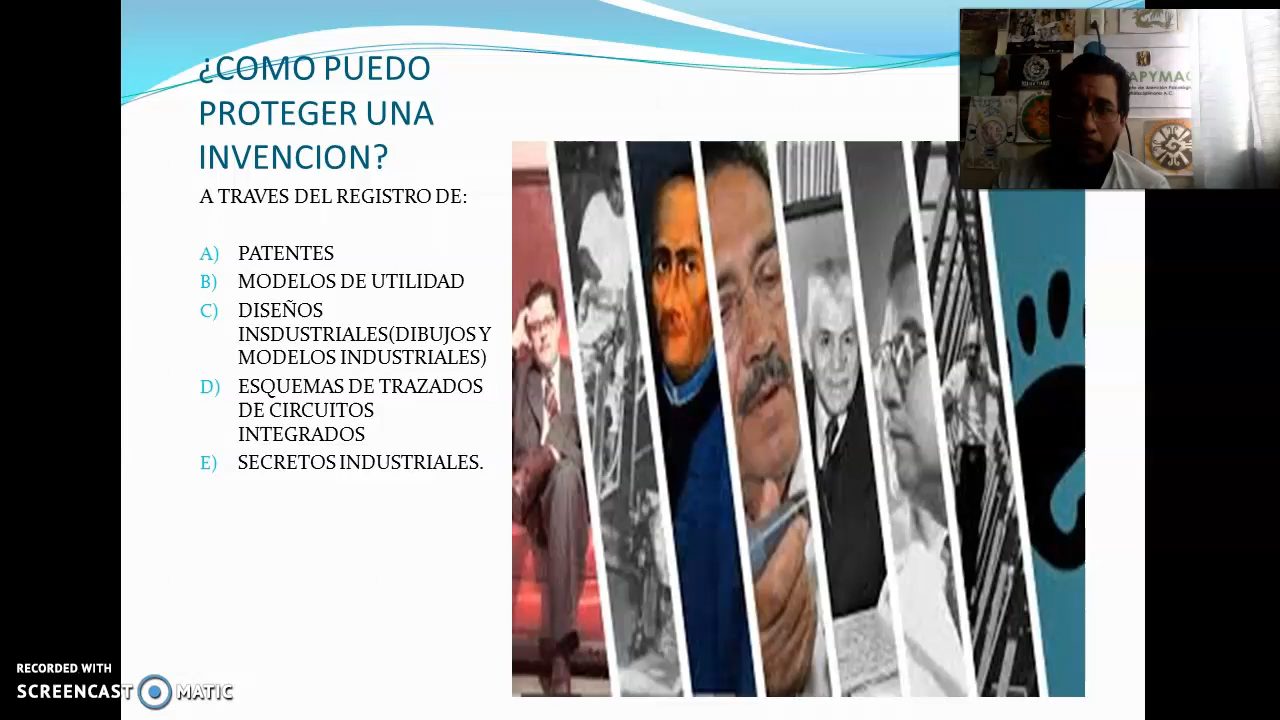 ¿COMO PUEDO
PROTEGER UNA
INVENCION?
A TRAVES DEL REGISTRO DE:
A) PATENTES
B) MODELOS DE UTILIDAD
C) DISEÑOS
INSDUSTRIALES(DIBUJOS Y
MODELOS INDUSTRIALES)
D) ESQUEMAS DE TRAZADOS
DE CIRCUITOS
INTEGRADOS
E) SECRETOS INDUSTRIALES.
APYMAC
RECORDED WITH
SCREENCAST MATIC